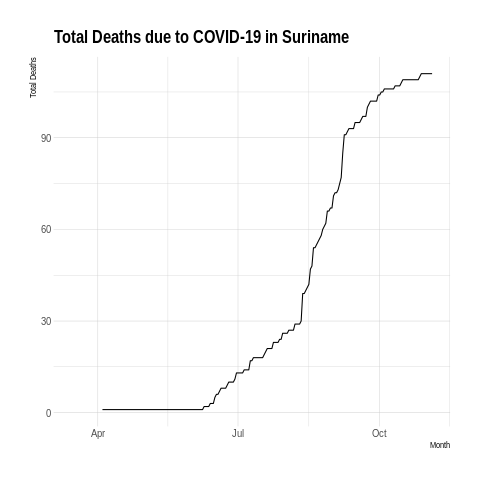 Total Deaths due to COVID-19 in Suriname
Total Deaths
90
60
30
0
Apr
Jul
Oct
Month